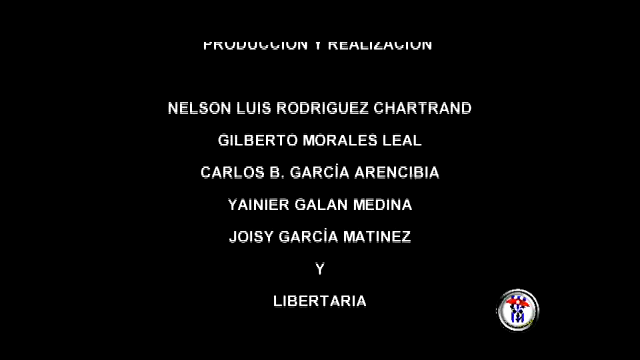 PRODUCCION Y REALIZACION
NELSON LUIS RODRIGUEZ CHARTRAND
GILBERTO MORALES LEAL
CARLOS B. GARCÍA ARENCIBIA
YAINIER GALAN MEDINA
JOISY GARCÍA MATINEZ
Y
LIBERTARIA